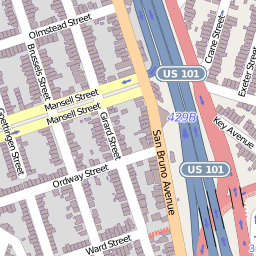 Olmstead Street
Brussels Street
Crane Street
US 101
Exeter Street
Mansell Street
429B
Mansell Street
Key Avenue
Goettingen Street
Girard Street
San Bruno Avenue
US 101
Ordway Street
Ward Street